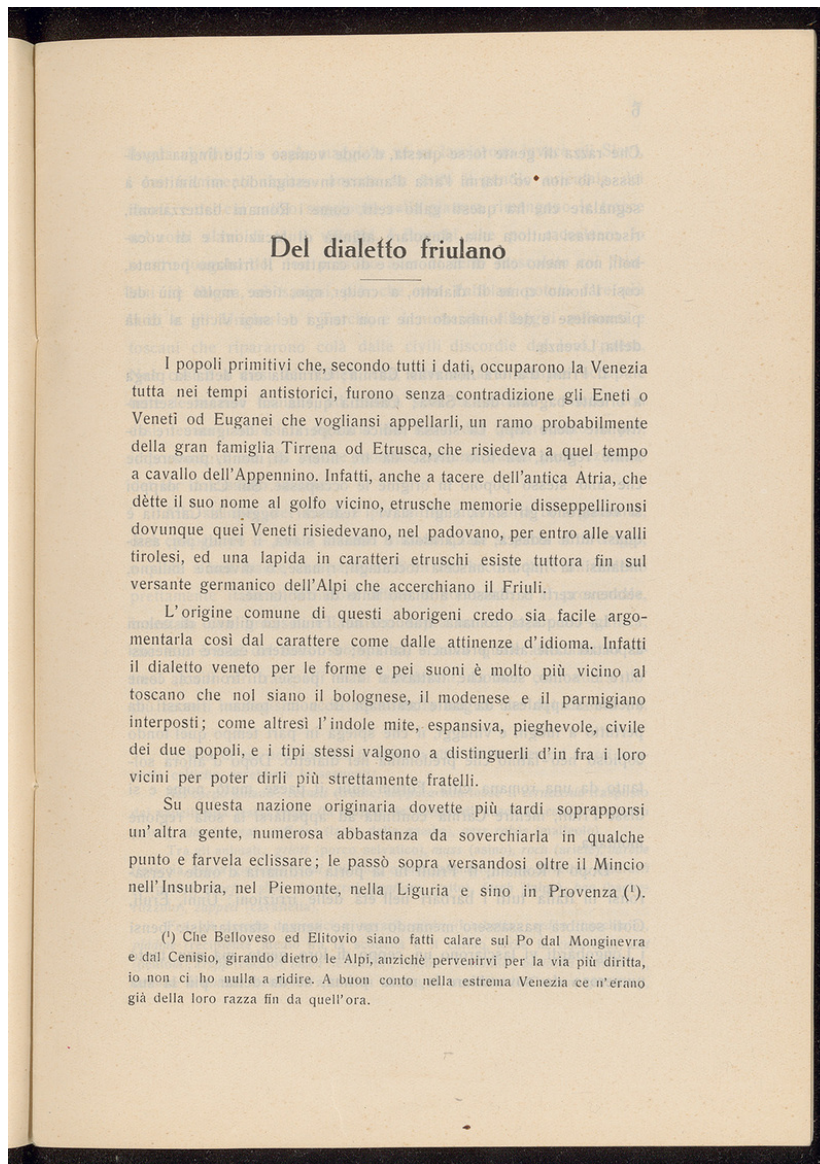 Del dialetto friulano
I popoli primitivi che, secondo tutti i dati, occuparono la Venezia
tutta nei tempi antistorici, furono senza contradizione gli Eneti o
Veneti od Euganei che vogliansi appellarli, un ramo probabilmente
della gran famiglia Tirrena od Etrusca, che risiedeva a quel tempo
a cavallo dell'Appennino. Infatti, anche a tacere dell'antica Atria, che
dètte il suo nome al golfo vicino, etrusche memorie disseppellironsi
dovunque quei Veneti risiedevano, nel padovano, per entro alle valli
tirolesi, ed una lapida in caratteri etruschi esiste tuttora fin sul
versante germanico dell'Alpi che accerchiano il Friuli.
L'origine comune di questi aborigeni credo sia facile argo-
mentarla così dal carattere come dalle attinenze d'idioma. Infatti
il dialetto veneto per le forme e pei suoni è molto più vicino al
toscano che nol siano il bolognese, il modenese e il parmigiano
interposti; come altresì l'indole mite, espansiva, pieghevole, civile
dei due popoli, e i tipi stessi valgono a distinguerli d'in fra i loro
vicini per poter dirli più strettamente fratelli.
Su questa nazione originaria dovette più tardi soprapporsi
un'altra gente, numerosa abbastanza da soverchiarla in qualche
punto e farvela eclissare; le passò sopra versandosi oltre il Mincio
nell'Insubria, nel Piemonte, nella Liguria e sino in Provenza (¹).
(¹) Che Belloveso ed Elitovio siano fatti calare sul Po dal Monginevra
e dal Cenisio, girando dietro le Alpi, anzichè pervenirvi per la via più diritta,
io non ci ho nulla a ridire. A buon conto nella estrema Venezia ce n'erano
già della loro razza fin da quell'ora.